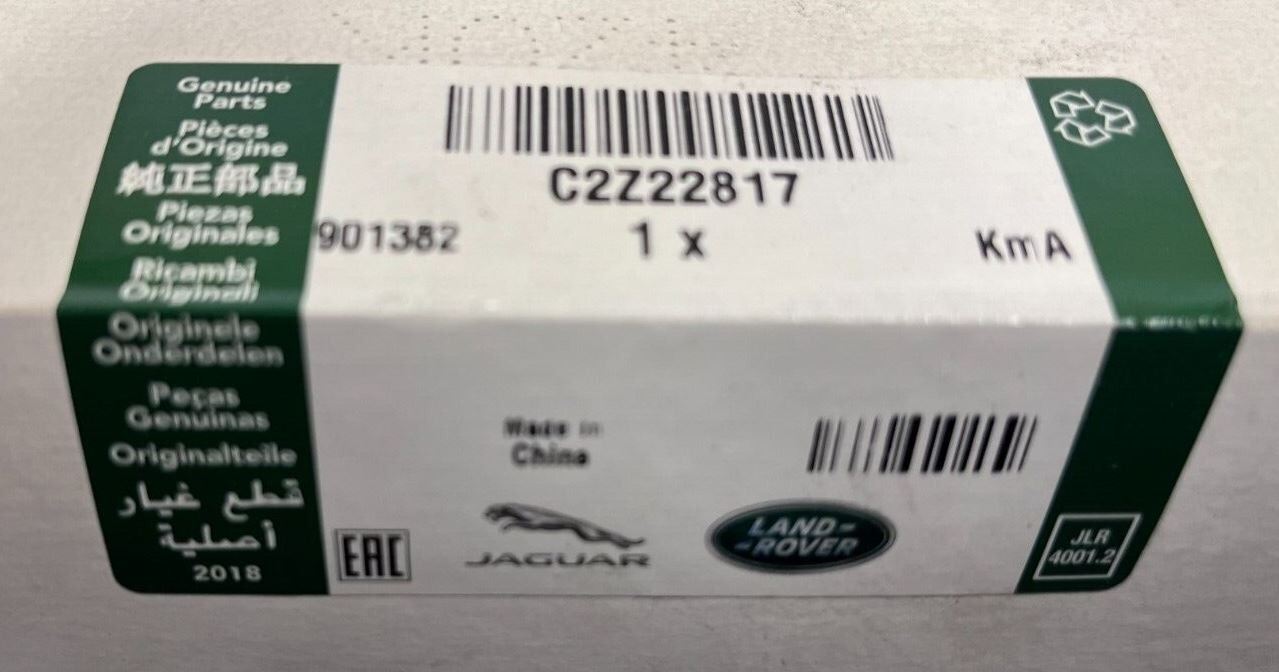 Genuine
Parts
Pièces
d'Origine
純正部品
Piezas
Originales
Ricambi
Originali
Originele
Onderdelen
Peças
Genuinas
Originalteile
قطع غيار
أصلية
2018
C2Z22817
901382 1 x KmA
Made in
China
EAC
JAGUAR
LAND-
-ROVER
JLR
4001.2